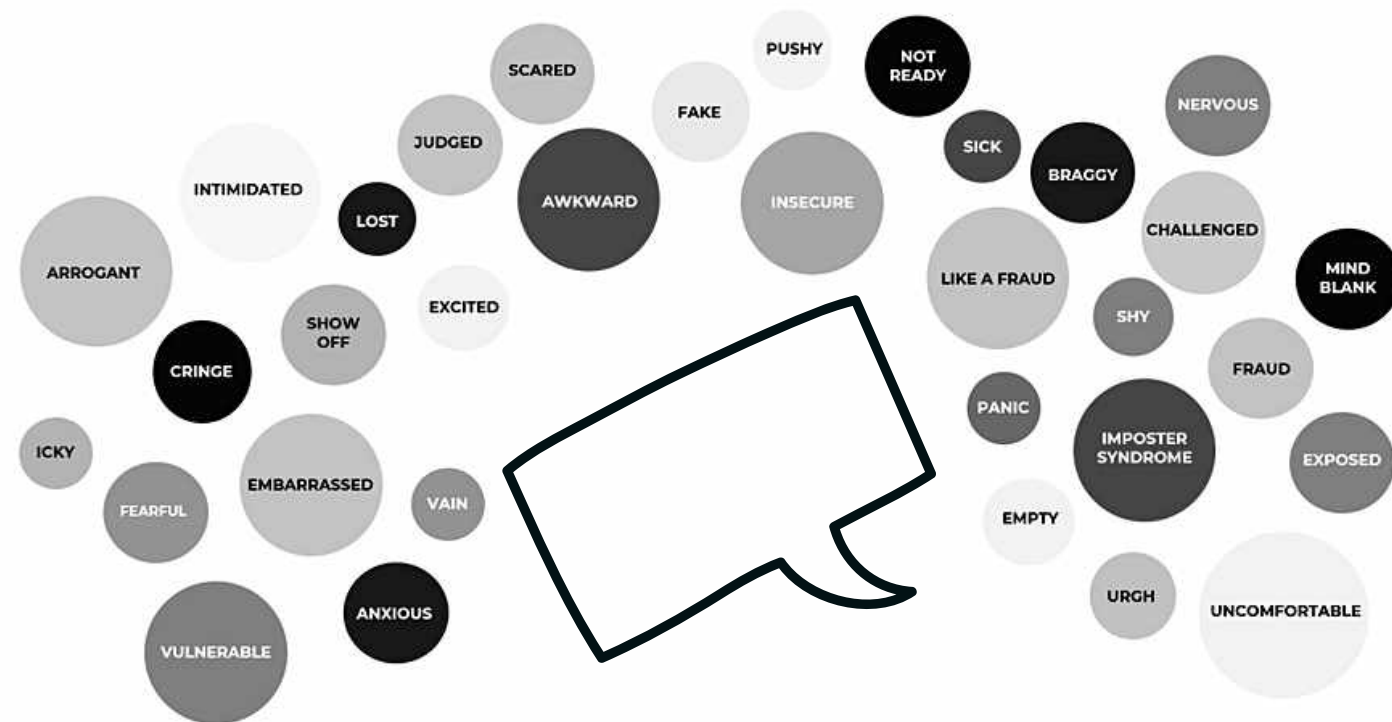 PUSHY
NOT
READY
SCARED
FAKE
NERVOUS
JUDGED
SICK
BRAGGY
INTIMIDATED
LOST
AWKWARD
INSECURE
CHALLENGED
ARROGANT
LIKE A FRAUD
MIND
BLANK
EXCITED
SHOW
OFF
SHY
CRINGE
FRAUD
PANIC
ICKY
IMPOSTER
SYNDROME
EXPOSED
EMBARRASSED
VAIN
FEARFUL
EMPTY
URGH
UNCOMFORTABLE
ANXIOUS
VULNERABLE